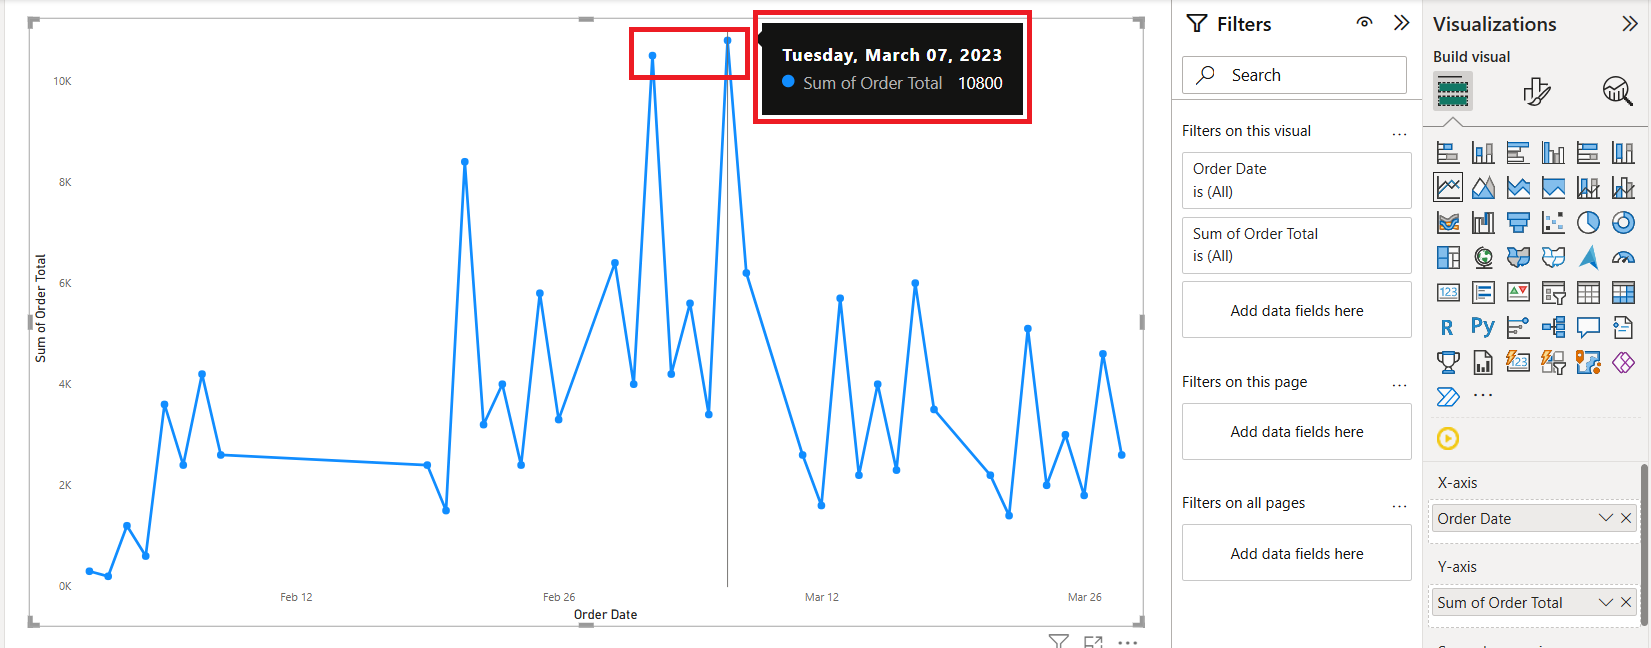 Tuesday, March 07, 2023
Sum of Order Total 10800
10K
8K
6K
4K
2K
0K
Sum of Order Total
Feb 12
Feb 26
Mar 12
Mar 26
Order Date
...
Filters
Search
Filters on this visual
...
Order Date
is (All)
Sum of Order Total
is (All)
Add data fields here
Filters on this page
...
Add data fields here
Filters on all pages
...
Add data fields here
Visualizations
Build visual
123
R
Py
123
...
X-axis
Order Date
Y-axis
Sum of Order Total